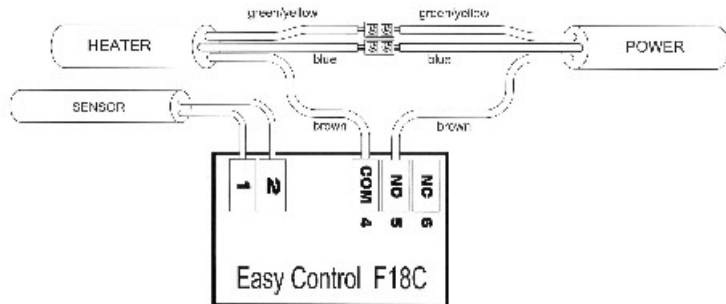 green/yellow green/yellow
HEATER POWER
blue blue
SENSOR
brown brown
1 2 COM 4 NO 5 NC 6
Easy Control F18C